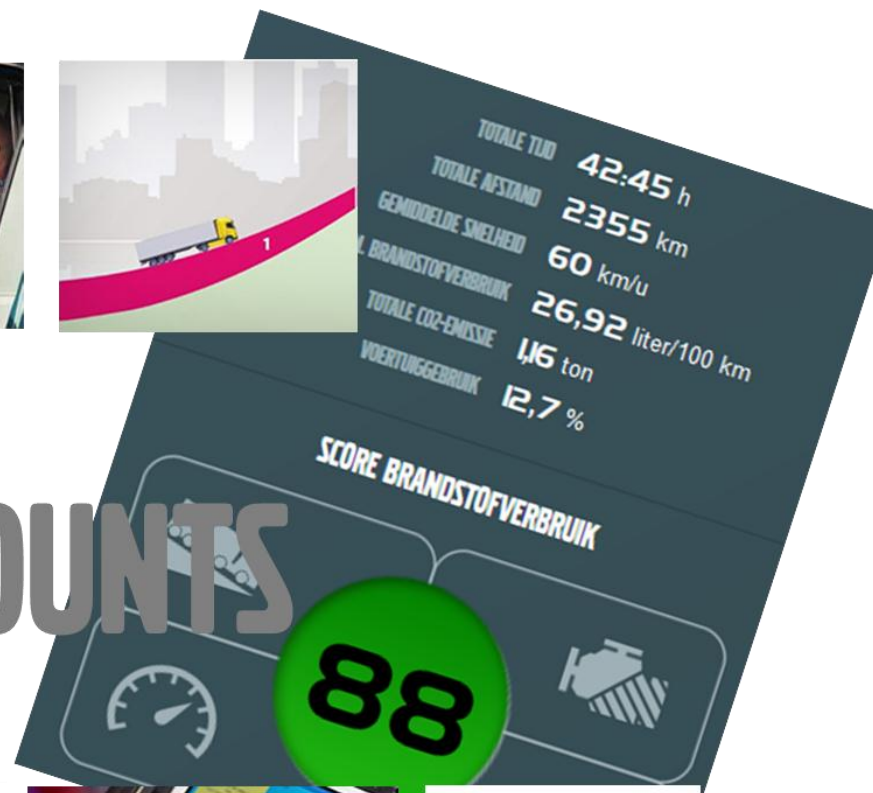 1
TOTALE TIJD 42:45 h
TOTALE AFSTAND 2355 km
GEMIDDELDE SNELHEID 60 km/u
. BRANDSTOFVERBRUIK 26,92 liter/100 km
TOTALE CO2-EMISSIE 1,16 ton
VOERTUIGGEBRUIK 12,7 %
SCORE BRANDSTOFVERBRUIK
OUNTS
88